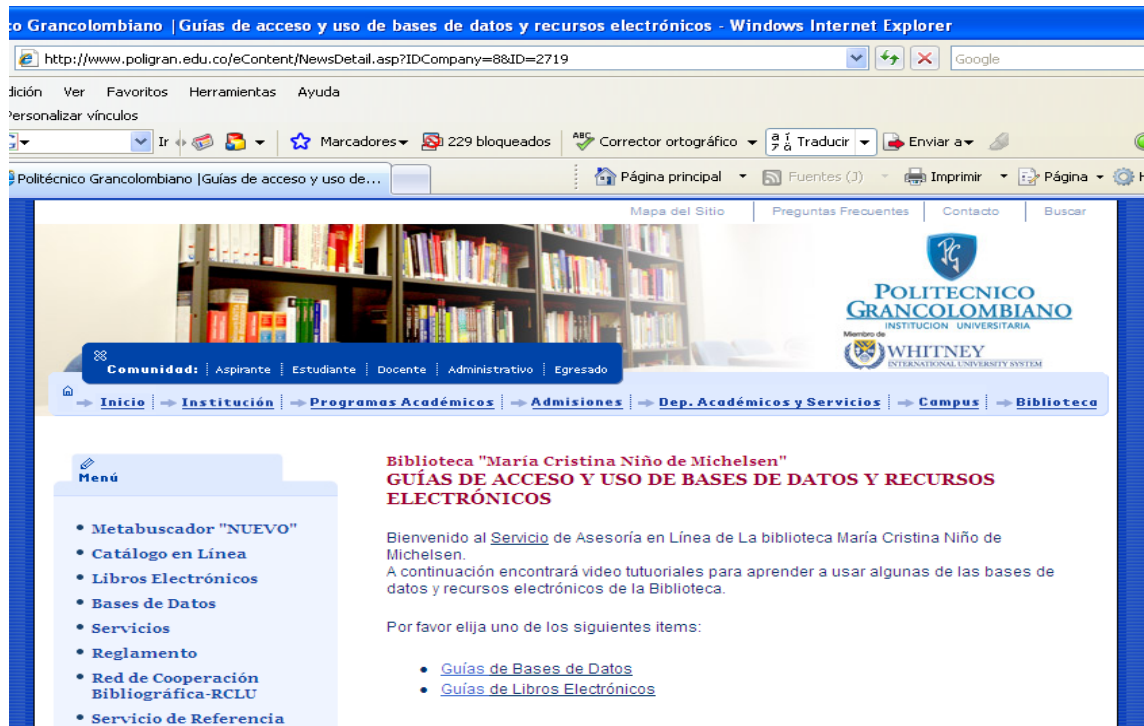 co Grancolombiano |Guías de acceso y uso de bases de datos y recursos electrónicos - Windows Internet Explorer
http://www.poligran.edu.co/eContent/NewsDetail.asp?IDCompany=8&ID=2719
Google
dición Ver Favoritos Herramientas Ayuda
Personalizar vínculos
Ir Marcadores 229 bloqueados ABC Corrector ortográfico Traducir Enviar a
Politécnico Grancolombiano |Guías de acceso y uso de... Página principal Fuentes (J) Imprimir Página H
Mapa del Sitio Preguntas Frecuentes Contacto Buscar
PG
POLITECNICO
GRANCOLOMBIANO
INSTITUCION UNIVERSITARIA
Miembro de
WHITNEY
INTERNATIONAL UNIVERSITY SYSTEM
Comunidad: Aspirante Estudiante Docente Administrativo Egresado
Inicio Institución Programas Académicos Admisiones Dep. Académicos y Servicios Campus Biblioteca
Menú
Metabuscador "NUEVO"
Catálogo en Línea
Libros Electrónicos
Bases de Datos
Servicios
Reglamento
Red de Cooperación
Bibliográfica-RCLU
Servicio de Referencia
Biblioteca "María Cristina Niño de Michelsen"
GUÍAS DE ACCESO Y USO DE BASES DE DATOS Y RECURSOS
ELECTRÓNICOS
Bienvenido al Servicio de Asesoría en Línea de La biblioteca María Cristina Niño de
Michelsen.
A continuación encontrará video tutuoriales para aprender a usar algunas de las bases de
datos y recursos electrónicos de la Biblioteca.
Por favor elija uno de los siguientes items:
Guías de Bases de Datos
Guías de Libros Electrónicos